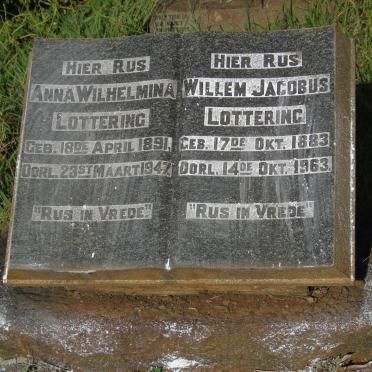 Hier Rus
Anna Wilhelmina
Lottering
Geb. 18de April 1891.
Oorl. 23st Maart 1947.
"Rus in Vrede"
Hier Rus
Willem Jacobus
Lottering
Geb. 17de Okt. 1883
Oorl. 14de Okt. 1963.
"Rus in Vrede"